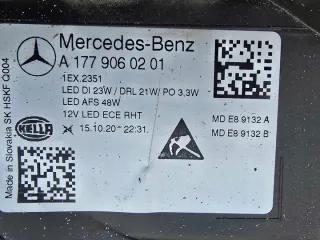 Mercedes-Benz
A 177 906 02 01
1EX.2351
LED DI 23W / DRL 21W/ PO 3,3W
LED AFS 48W
12V LED ECE RHT
15.10.20 - 22:31.
HELLA
MD E8 9132 A
MD E8 9132 B
Made in Slovakia SK HSKF Q004